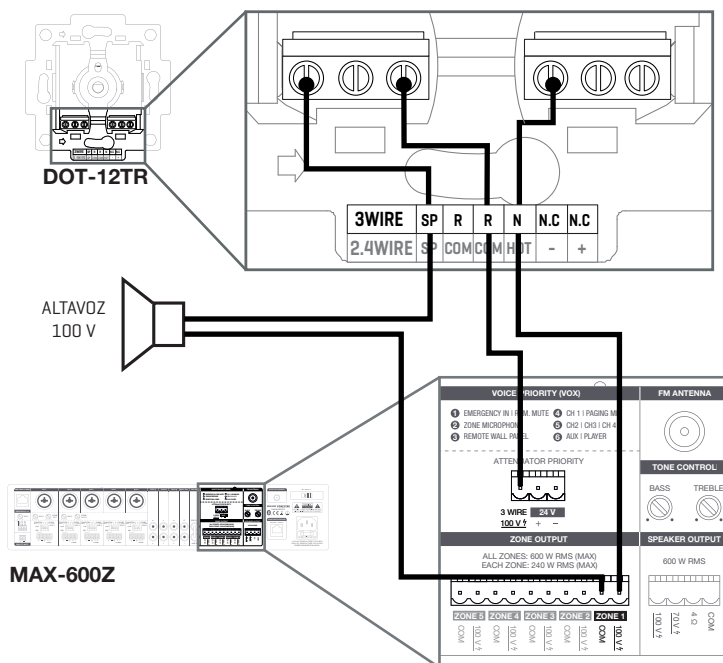 DOT-12TR
3WIRE SP R R N N.C N.C
2.4WIRE SP COM COM HOT - +
ALTAVOZ
100 V
MAX-600Z
VOICE PRIORITY (VOX)
1 EMERGENCY IN | REM. MUTE
2 ZONE MICROPHONE
3 REMOTE WALL PANEL
4 CH 1 | PAGING
5 CH2 | CH3 | CH 4
6 AUX | PLAYER
ATTENUATOR PRIORITY
3 WIRE 24 V
100 V + -
ZONE OUTPUT
ALL ZONES: 600 W RMS (MAX)
EACH ZONE: 240 W RMS (MAX)
ZONE 5 ZONE 4 ZONE 3 ZONE 2 ZONE 1
COM 100 V COM 100 V COM 100 V COM 100 V COM 100 V
FM ANTENNA
TONE CONTROL
BASS TREBLE
SPEAKER OUTPUT
600 W RMS
100 V 70 V 4 Ω COM